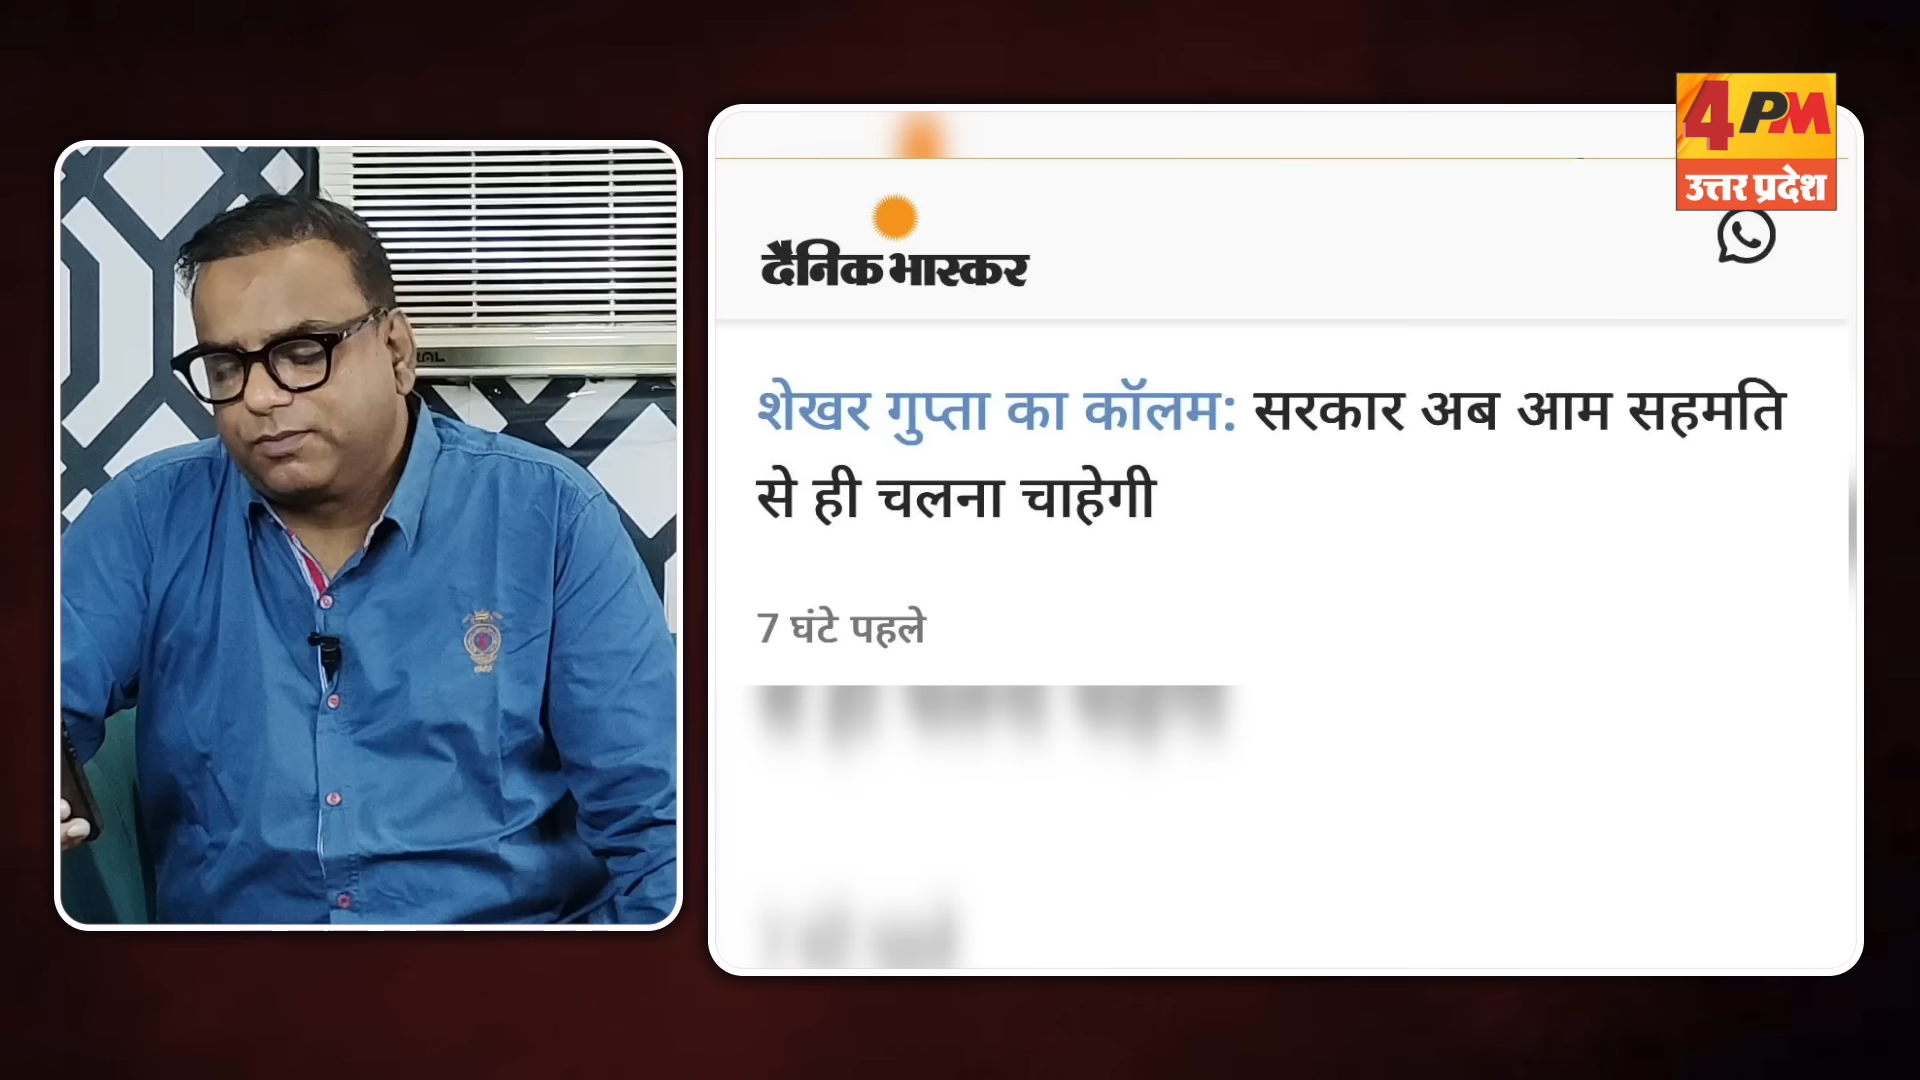 4PM
उत्तर प्रदेश
दैनिक भास्कर
शेखर गुप्ता का कॉलम: सरकार अब आम सहमति
से ही चलना चाहेगी
7 घंटे पहले